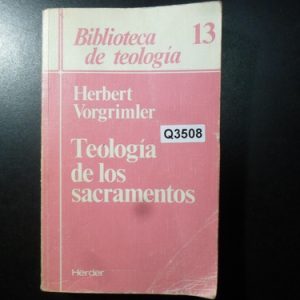 Biblioteca 13
de teología
Herbert
Vorgrimler
Q3508
Teología
de los
sacramentos
Herder